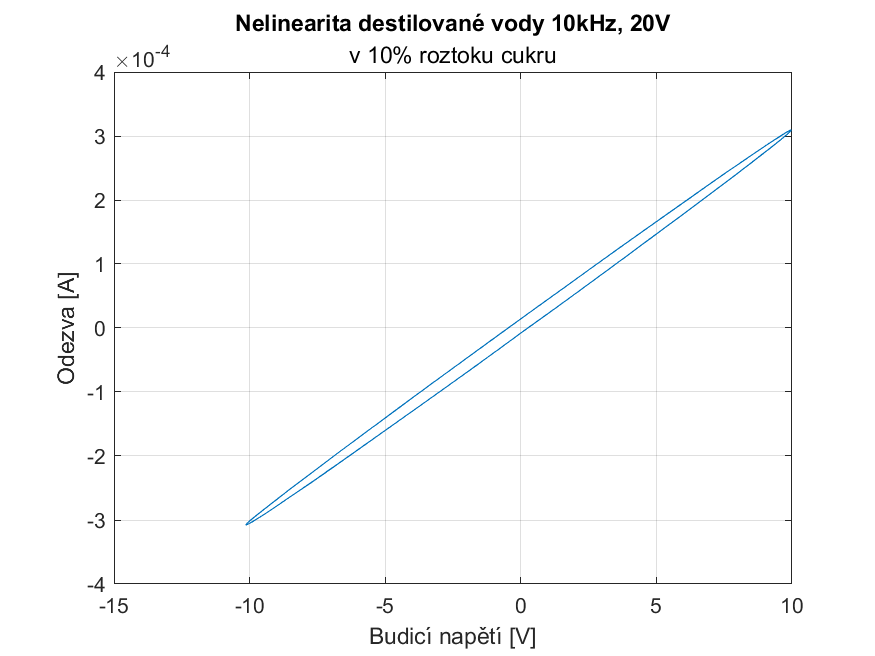 Nelinearita destilované vody 10kHz, 20V
v 10% roztoku cukru
×10⁻⁴
4
3
2
1
0
-1
-2
-3
-4
Odezva [A]
-15 -10 -5 0 5 10
Budicí napětí [V]